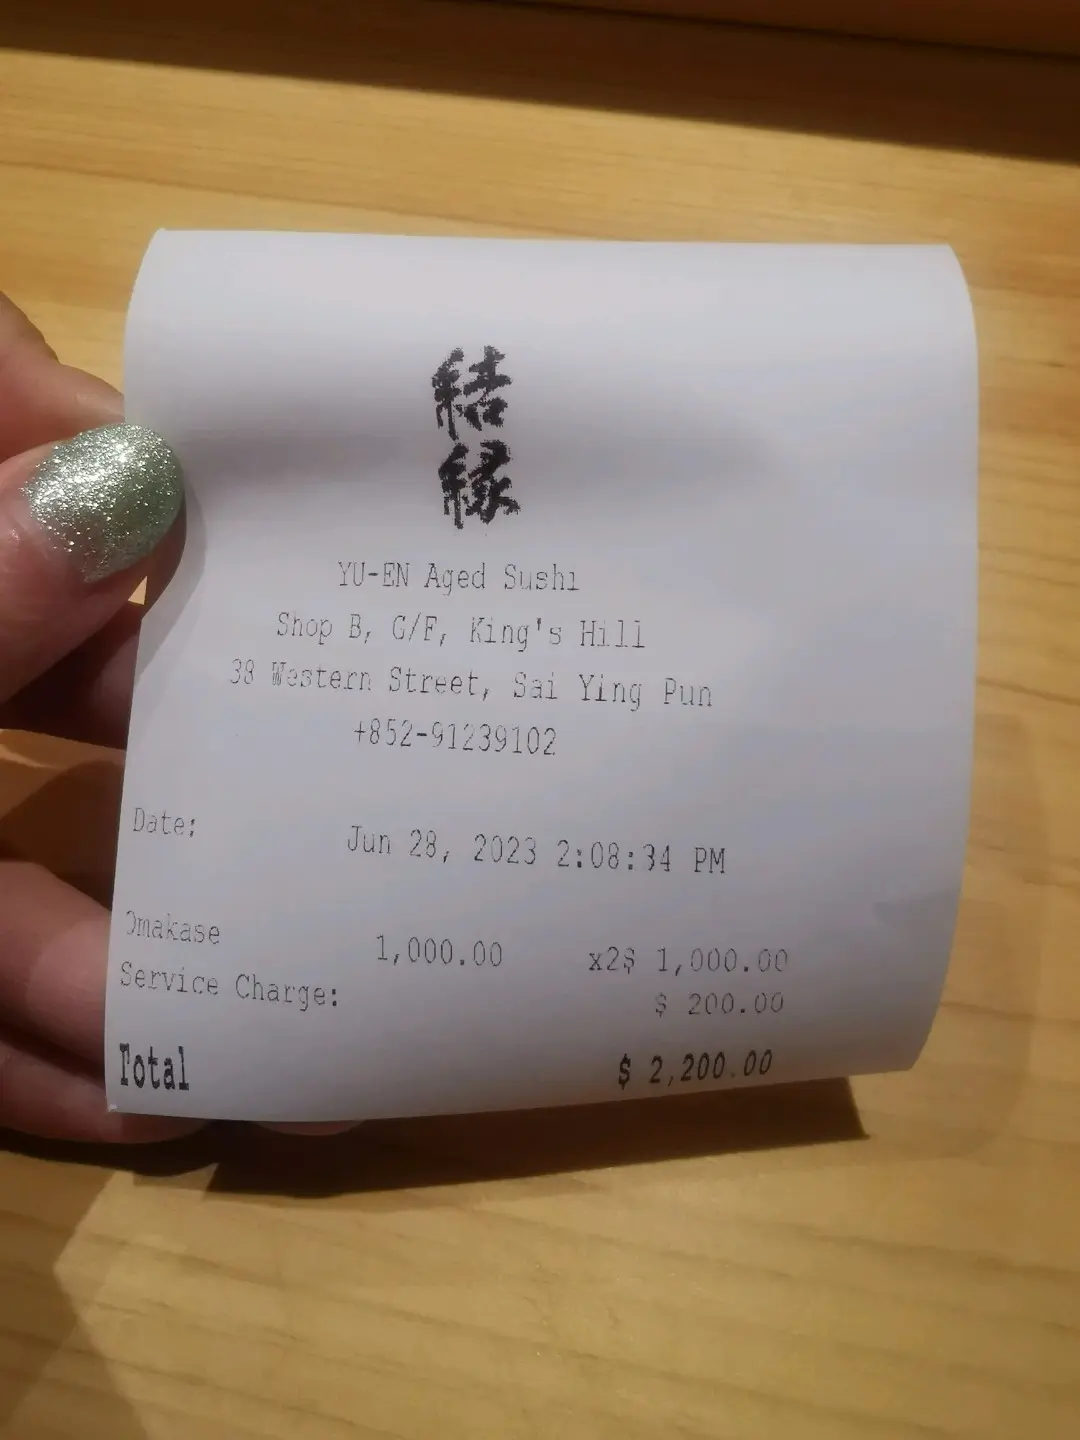 結
縁
YU-EN Aged Sushi
Shop B, G/F, King's Hill
38 Western Street, Sai Ying Pun
+852-91239102
Date: Jun 28, 2023 2:08:34 PM
Omakase 1,000.00 x2$ 1,000.00
Service Charge: $ 200.00
Total $ 2,200.00